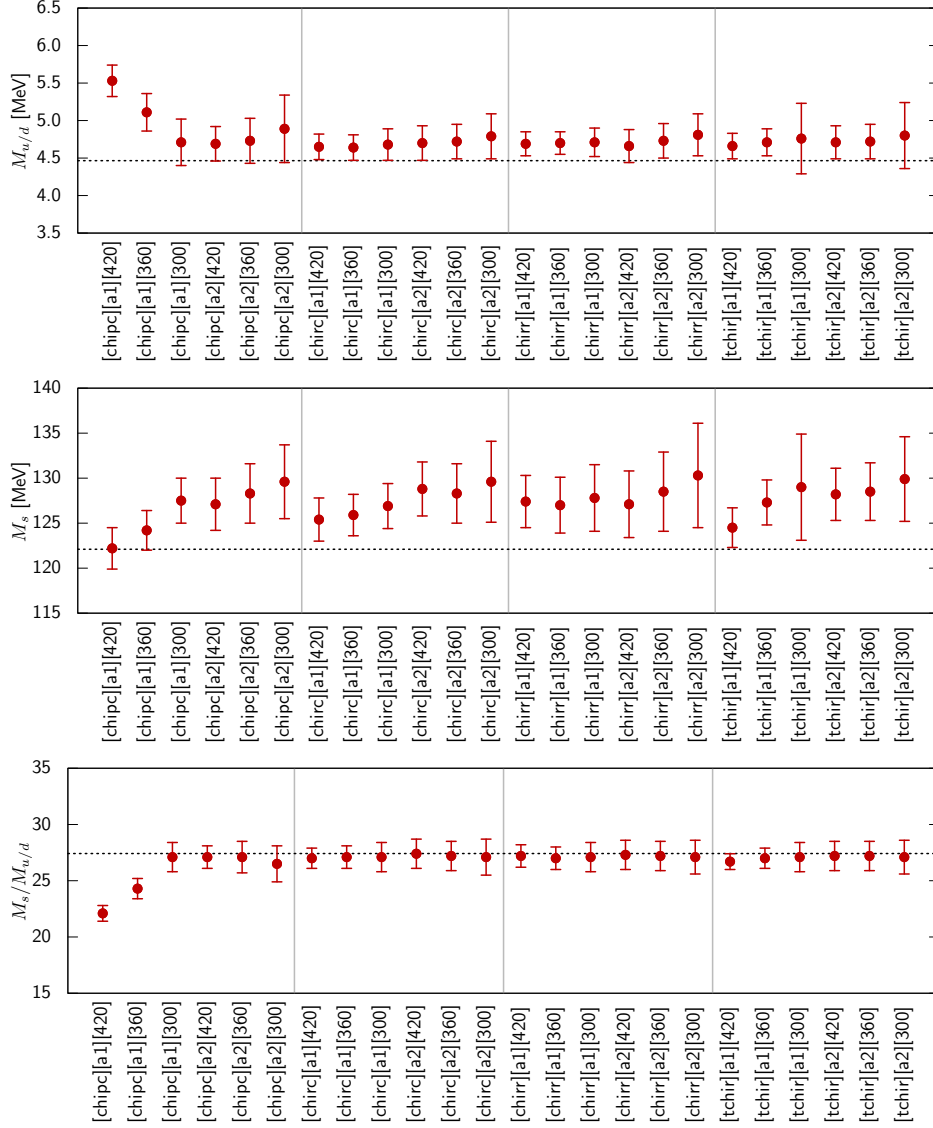 6.5
6.0
5.5
5.0
4.5
4.0
3.5
M_{u/d} [MeV]
[chipc][a1][420]
[chipc][a1][360]
[chipc][a1][300]
[chipc][a2][420]
[chipc][a2][360]
[chipc][a2][300]
[chirc][a1][420]
[chirc][a1][360]
[chirc][a1][300]
[chirc][a2][420]
[chirc][a2][360]
[chirc][a2][300]
[chirr][a1][420]
[chirr][a1][360]
[chirr][a1][300]
[chirr][a2][420]
[chirr][a2][360]
[chirr][a2][300]
[tchir][a1][420]
[tchir][a1][360]
[tchir][a1][300]
[tchir][a2][420]
[tchir][a2][360]
[tchir][a2][300]
140
135
130
125
120
115
M_s [MeV]
[chipc][a1][420]
[chipc][a1][360]
[chipc][a1][300]
[chipc][a2][420]
[chipc][a2][360]
[chipc][a2][300]
[chirc][a1][420]
[chirc][a1][360]
[chirc][a1][300]
[chirc][a2][420]
[chirc][a2][360]
[chirc][a2][300]
[chirr][a1][420]
[chirr][a1][360]
[chirr][a1][300]
[chirr][a2][420]
[chirr][a2][360]
[chirr][a2][300]
[tchir][a1][420]
[tchir][a1][360]
[tchir][a1][300]
[tchir][a2][420]
[tchir][a2][360]
[tchir][a2][300]
35
30
25
20
15
M_s/M_{u/d}
[chipc][a1][420]
[chipc][a1][360]
[chipc][a1][300]
[chipc][a2][420]
[chipc][a2][360]
[chipc][a2][300]
[chirc][a1][420]
[chirc][a1][360]
[chirc][a1][300]
[chirc][a2][420]
[chirc][a2][360]
[chirc][a2][300]
[chirr][a1][420]
[chirr][a1][360]
[chirr][a1][300]
[chirr][a2][420]
[chirr][a2][360]
[chirr][a2][300]
[tchir][a1][420]
[tchir][a1][360]
[tchir][a1][300]
[tchir][a2][420]
[tchir][a2][360]
[tchir][a2][300]